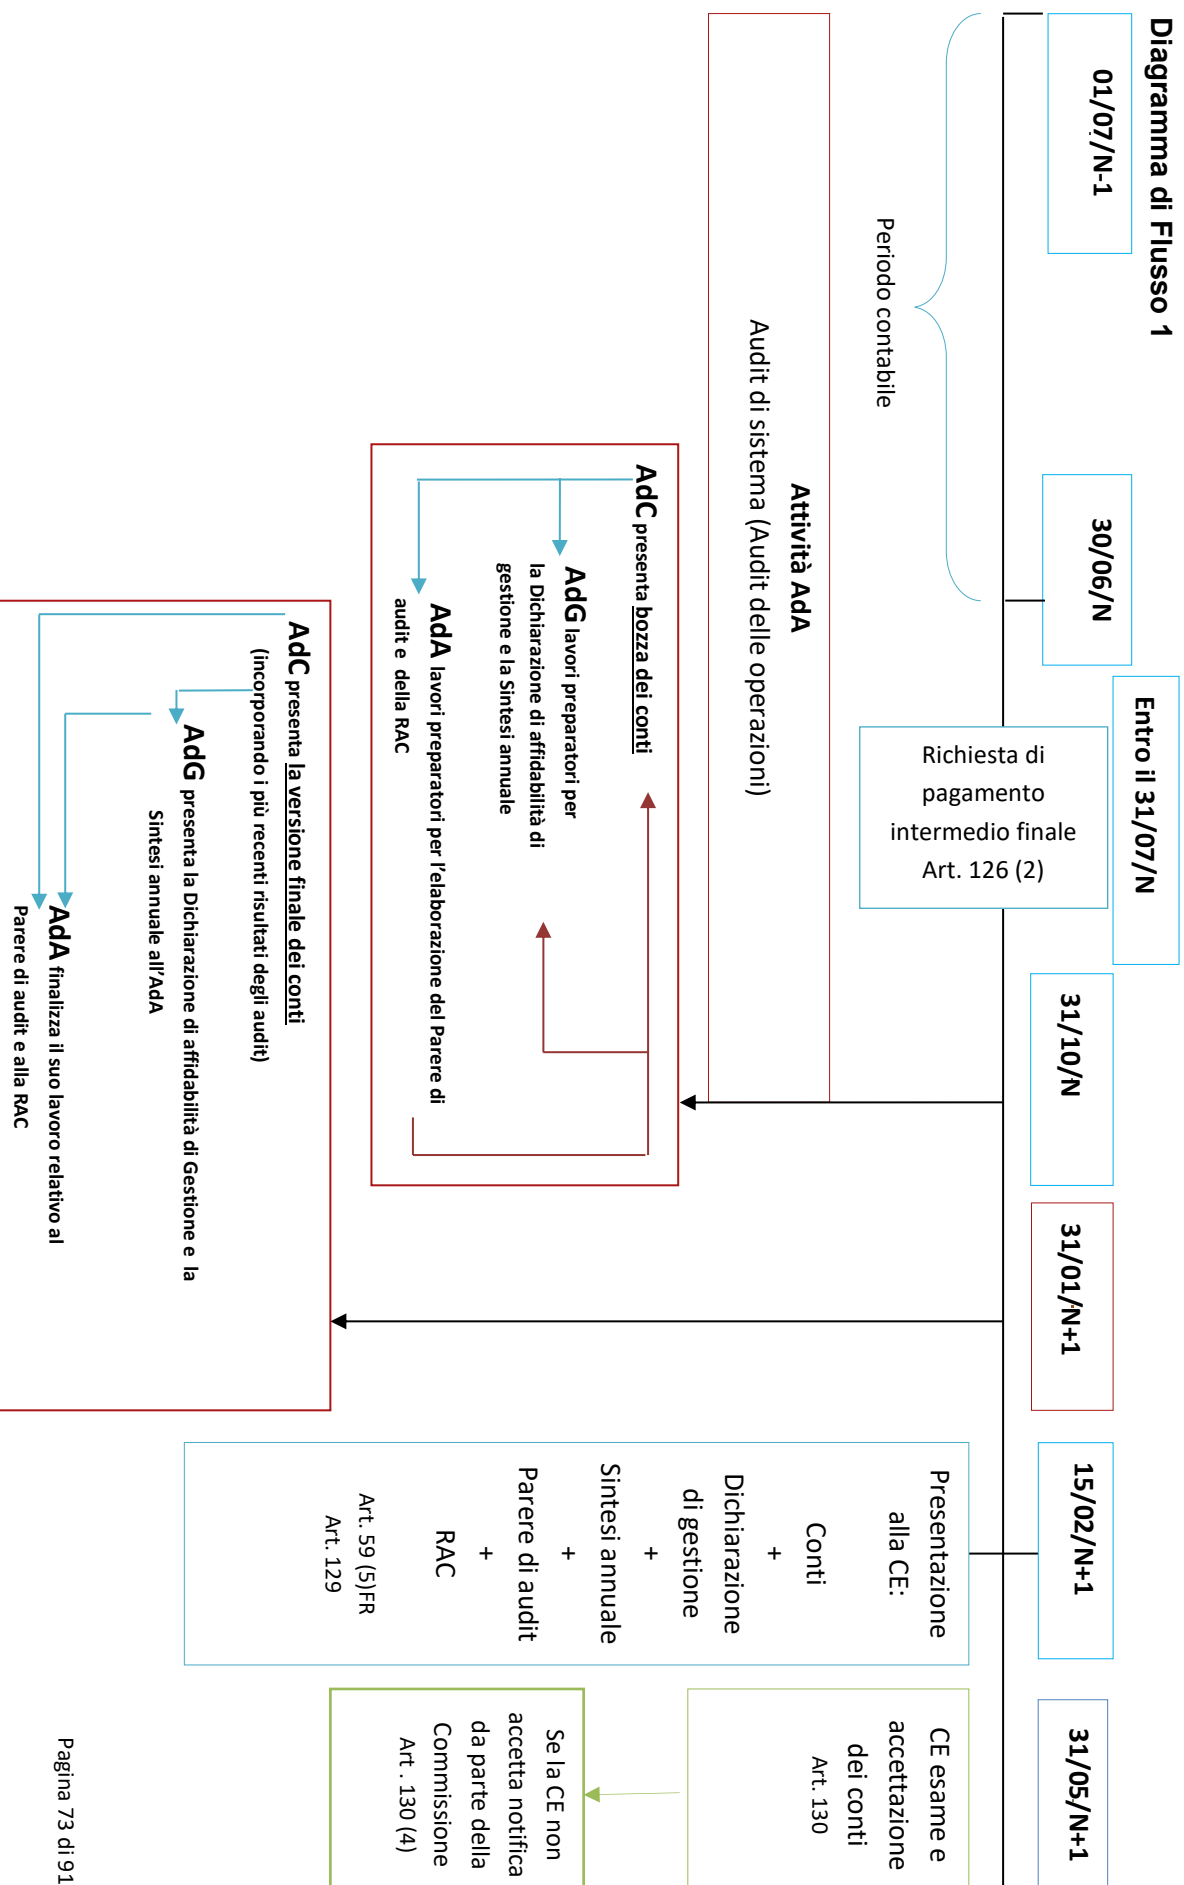 Diagramma di Flusso 1
01/07/N-1
30/06/N
Entro il 31/07/N
31/10/N
31/01/N+1
15/02/N+1
31/05/N+1
Periodo contabile
Richiesta di
pagamento
intermedio finale
Art. 126 (2)
Attività AdA
Audit di sistema (Audit delle operazioni)
AdC presenta bozza dei conti
AdG lavori preparatori per
la Dichiarazione di affidabilità di
gestione e la Sintesi annuale
AdA lavori preparatori per l'elaborazione del Parere di
audit e della RAC
AdC presenta la versione finale dei conti
(incorporando i più recenti risultati degli audit)
AdG presenta la Dichiarazione di affidabilità di Gestione e la
Sintesi annuale all'AdA
AdA finalizza il suo lavoro relativo al
Parere di audit e alla RAC
Presentazione
alla CE:
Conti
+
Dichiarazione
di gestione
+
Sintesi annuale
+
Parere di audit
+
RAC
Art. 59 (5)FR
Art. 129
CE esame e
accettazione
dei conti
Art. 130
Se la CE non
accetta notifica
da parte della
Commissione
Art . 130 (4)
Pagina 73 di 91